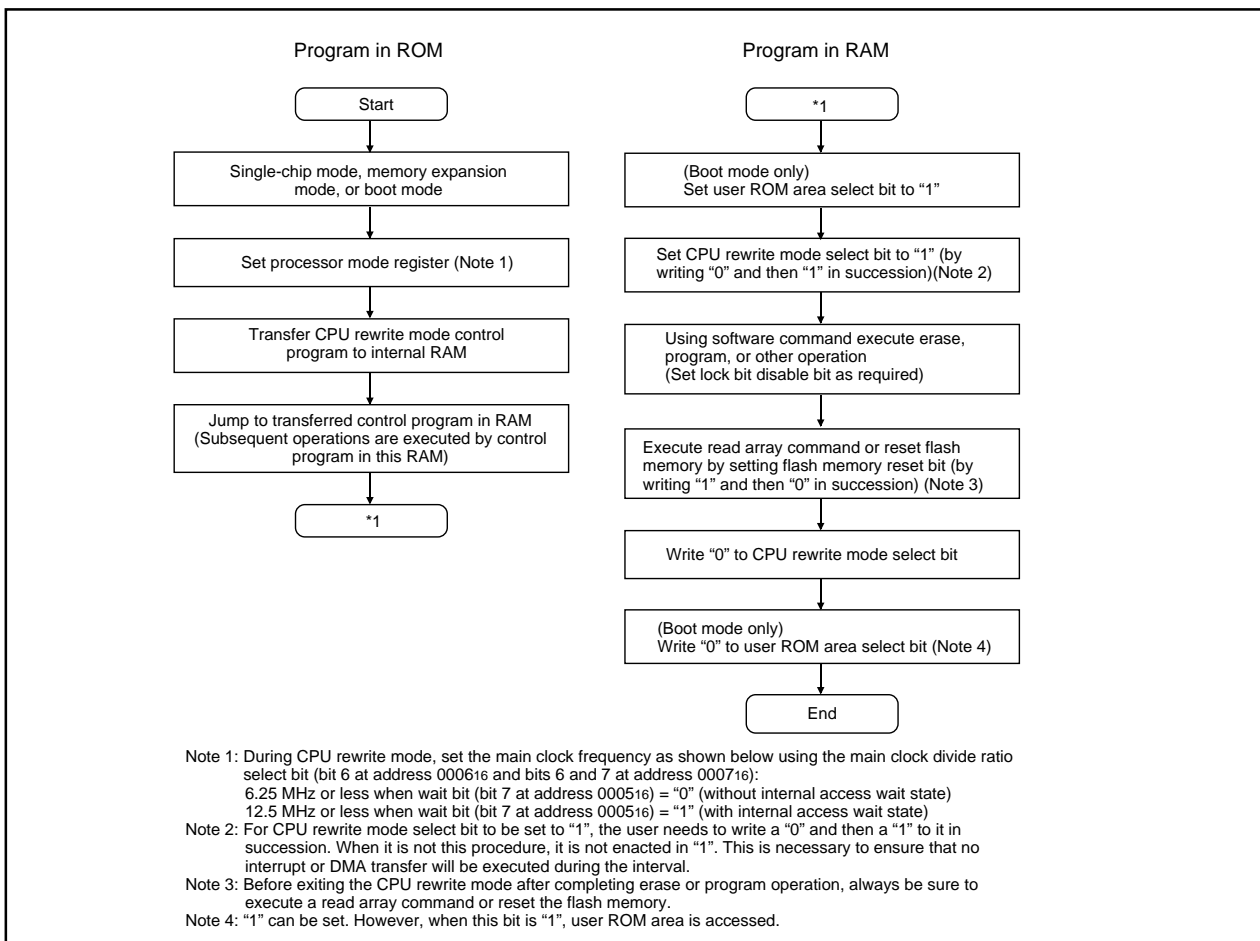 Program in ROM
Start
Single-chip mode, memory expansion
mode, or boot mode
Set processor mode register (Note 1)
Transfer CPU rewrite mode control
program to internal RAM
Jump to transferred control program in RAM
(Subsequent operations are executed by control
program in this RAM)
*1
Program in RAM
*1
(Boot mode only)
Set user ROM area select bit to “1”
Set CPU rewrite mode select bit to “1” (by
writing “0” and then “1” in succession)(Note 2)
Using software command execute erase,
program, or other operation
(Set lock bit disable bit as required)
Execute read array command or reset flash
memory by setting flash memory reset bit (by
writing “1” and then “0” in succession) (Note 3)
Write “0” to CPU rewrite mode select bit
(Boot mode only)
Write “0” to user ROM area select bit (Note 4)
End
Note 1: During CPU rewrite mode, set the main clock frequency as shown below using the main clock divide ratio
select bit (bit 6 at address 000616 and bits 6 and 7 at address 000716):
6.25 MHz or less when wait bit (bit 7 at address 000516) = “0” (without internal access wait state)
12.5 MHz or less when wait bit (bit 7 at address 000516) = “1” (with internal access wait state)
Note 2: For CPU rewrite mode select bit to be set to “1”, the user needs to write a “0” and then a “1” to it in
succession. When it is not this procedure, it is not enacted in “1”. This is necessary to ensure that no
interrupt or DMA transfer will be executed during the interval.
Note 3: Before exiting the CPU rewrite mode after completing erase or program operation, always be sure to
execute a read array command or reset the flash memory.
Note 4: “1” can be set. However, when this bit is “1”, user ROM area is accessed.